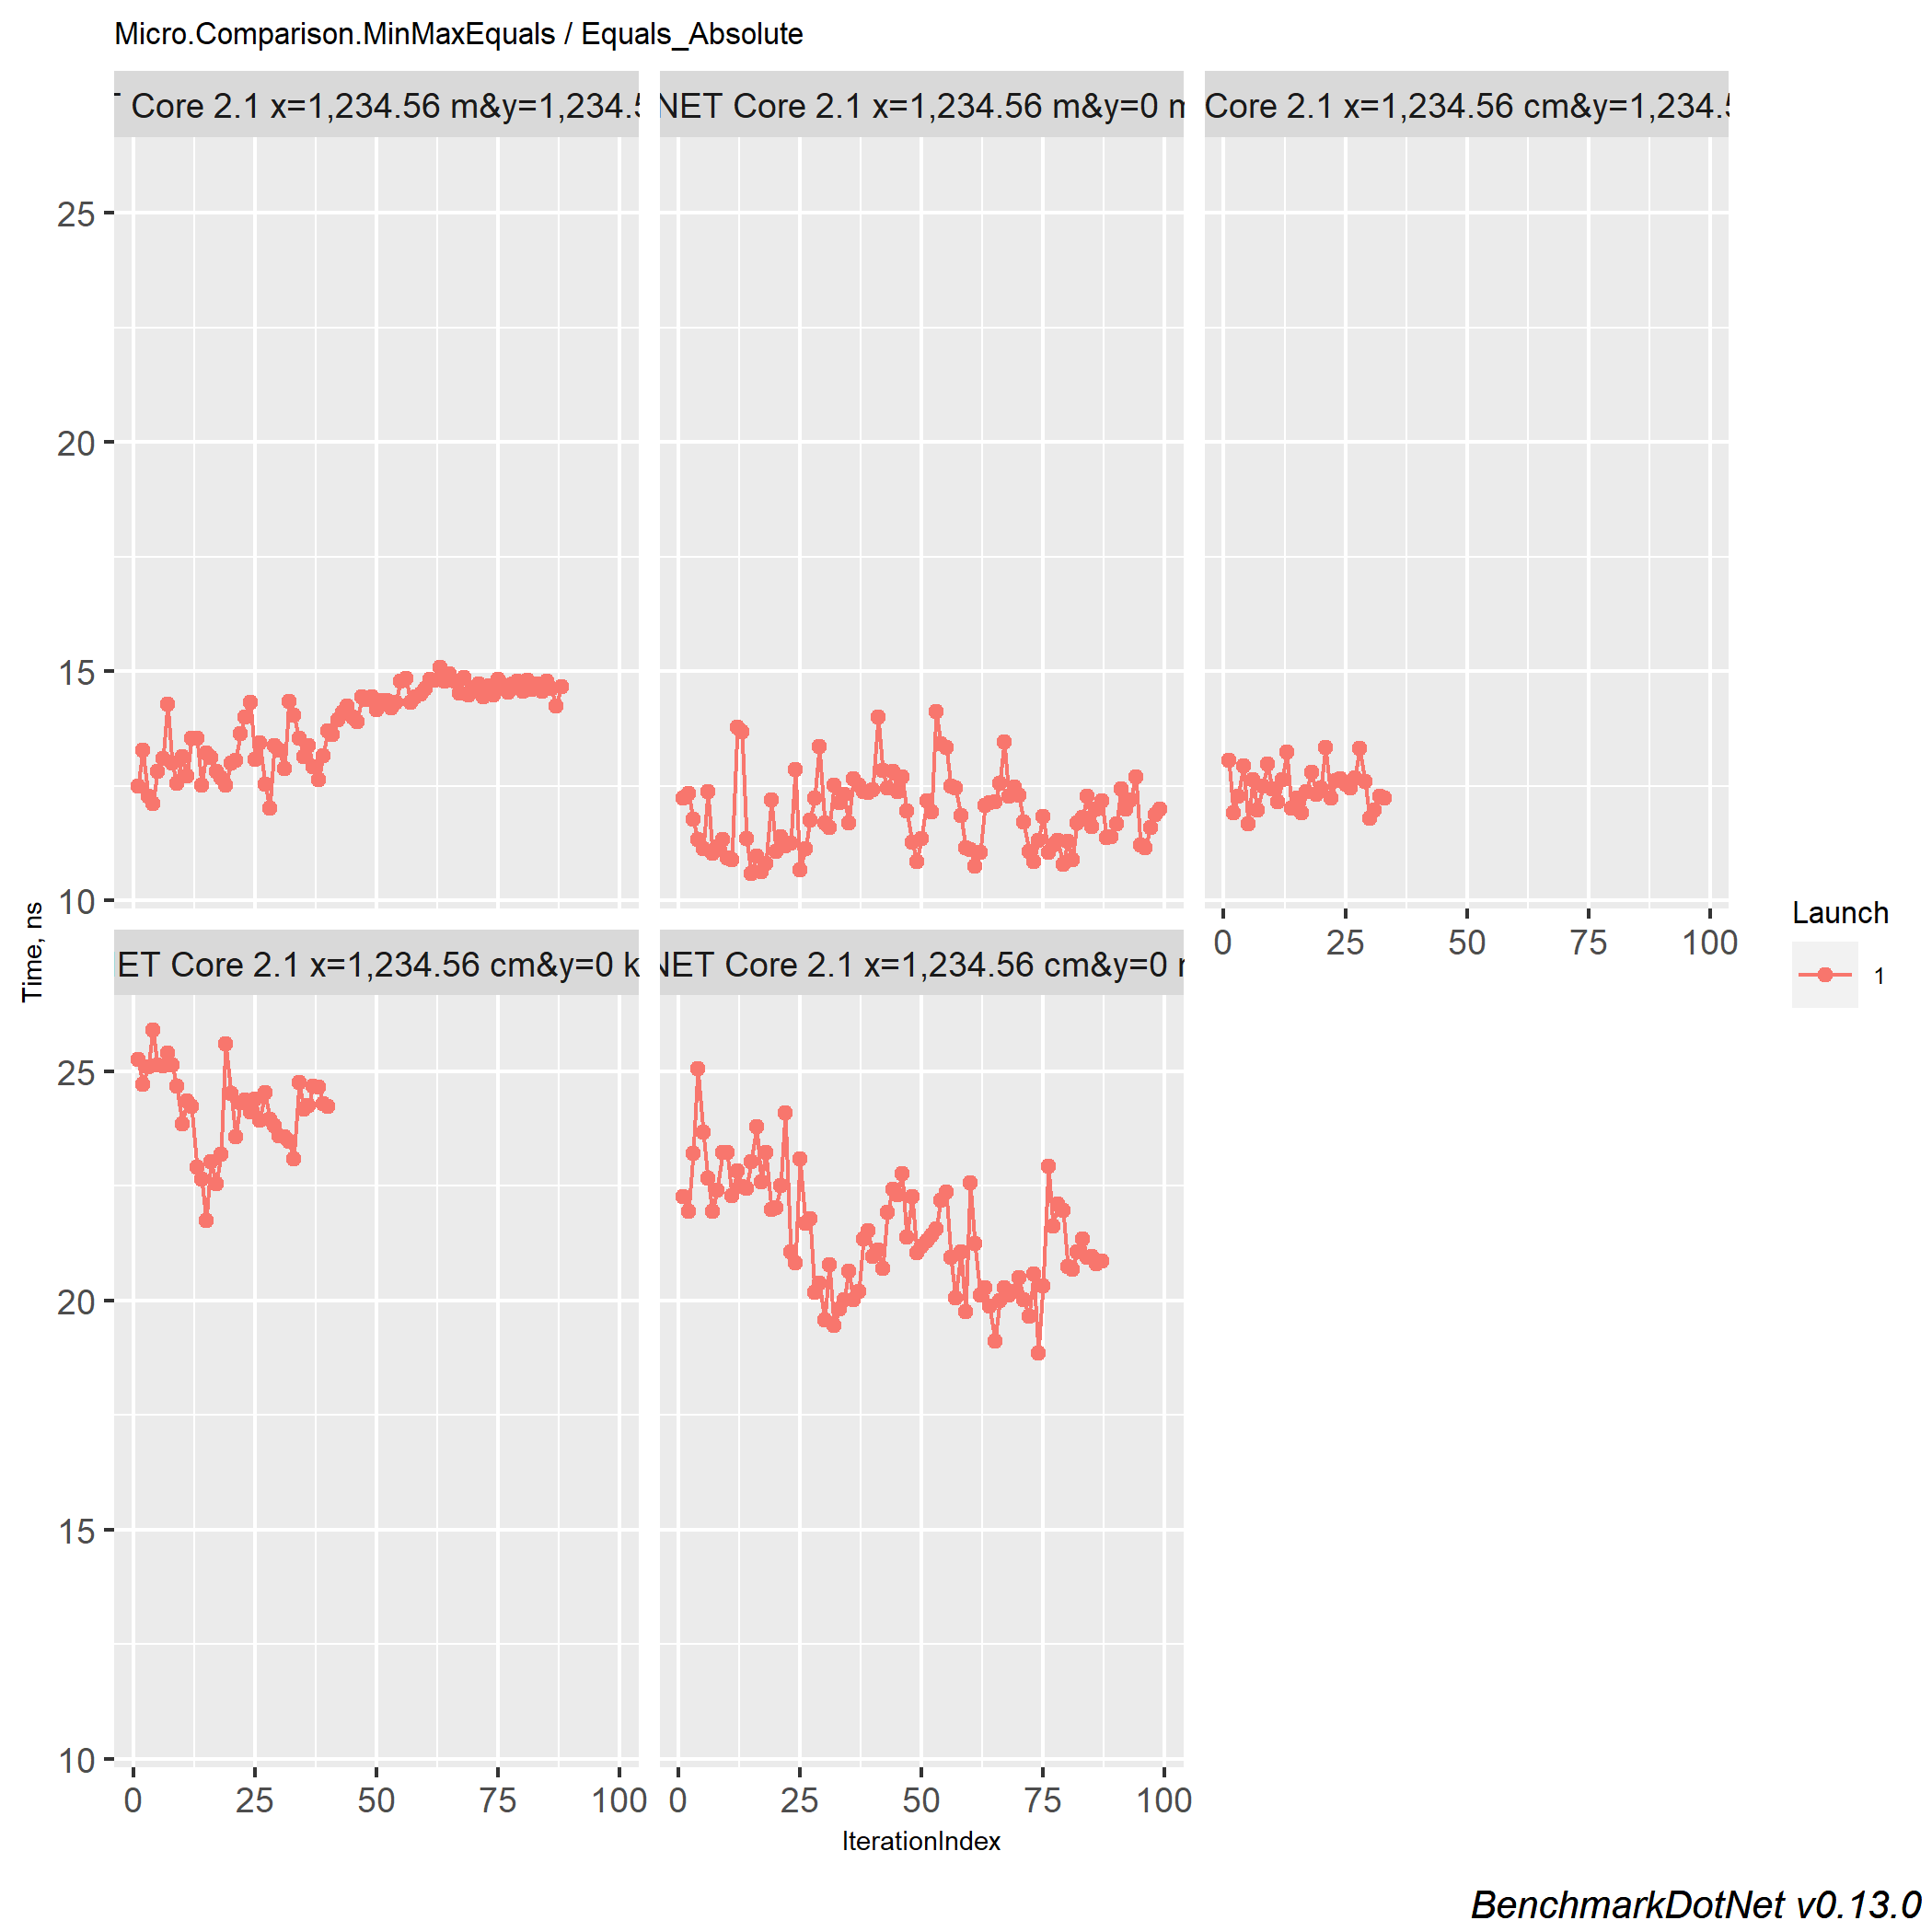 Micro.Comparison.MinMaxEquals / Equals_Absolute
Core 2.1 x=1,234.56 m&y=1,234.5
NET Core 2.1 x=1,234.56 m&y=0 m
Core 2.1 x=1,234.56 cm&y=1,234.5
25
20
15
10
0 25 50 75 100
ET Core 2.1 x=1,234.56 cm&y=0 k
NET Core 2.1 x=1,234.56 cm&y=0
25
20
15
10
0 25 50 75 100
0 25 50 75 100
Time, ns
IterationIndex
Launch
1
BenchmarkDotNet v0.13.0